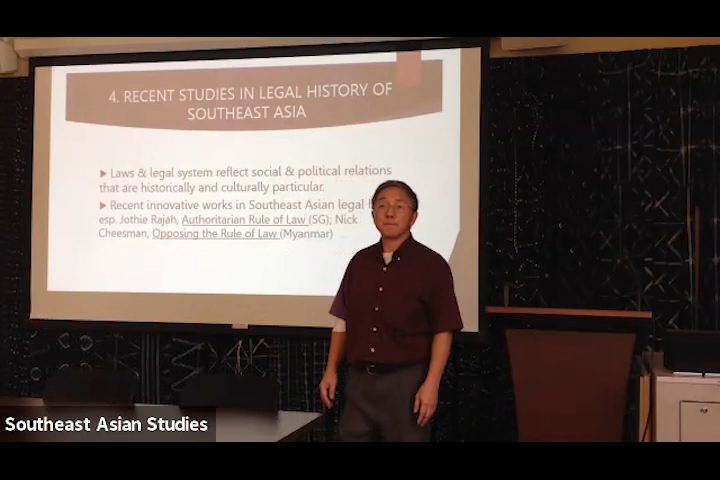 4. RECENT STUDIES IN LEGAL HISTORY OF
SOUTHEAST ASIA
▶ Laws & legal system reflect social & political relations
that are historically and culturally particular.
▶ Recent innovative works in Southeast Asian legal
esp. Jothie Rajah, Authoritarian Rule of Law (SG); Nick
Cheesman, Opposing the Rule of Law (Myanmar)
Southeast Asian Studies